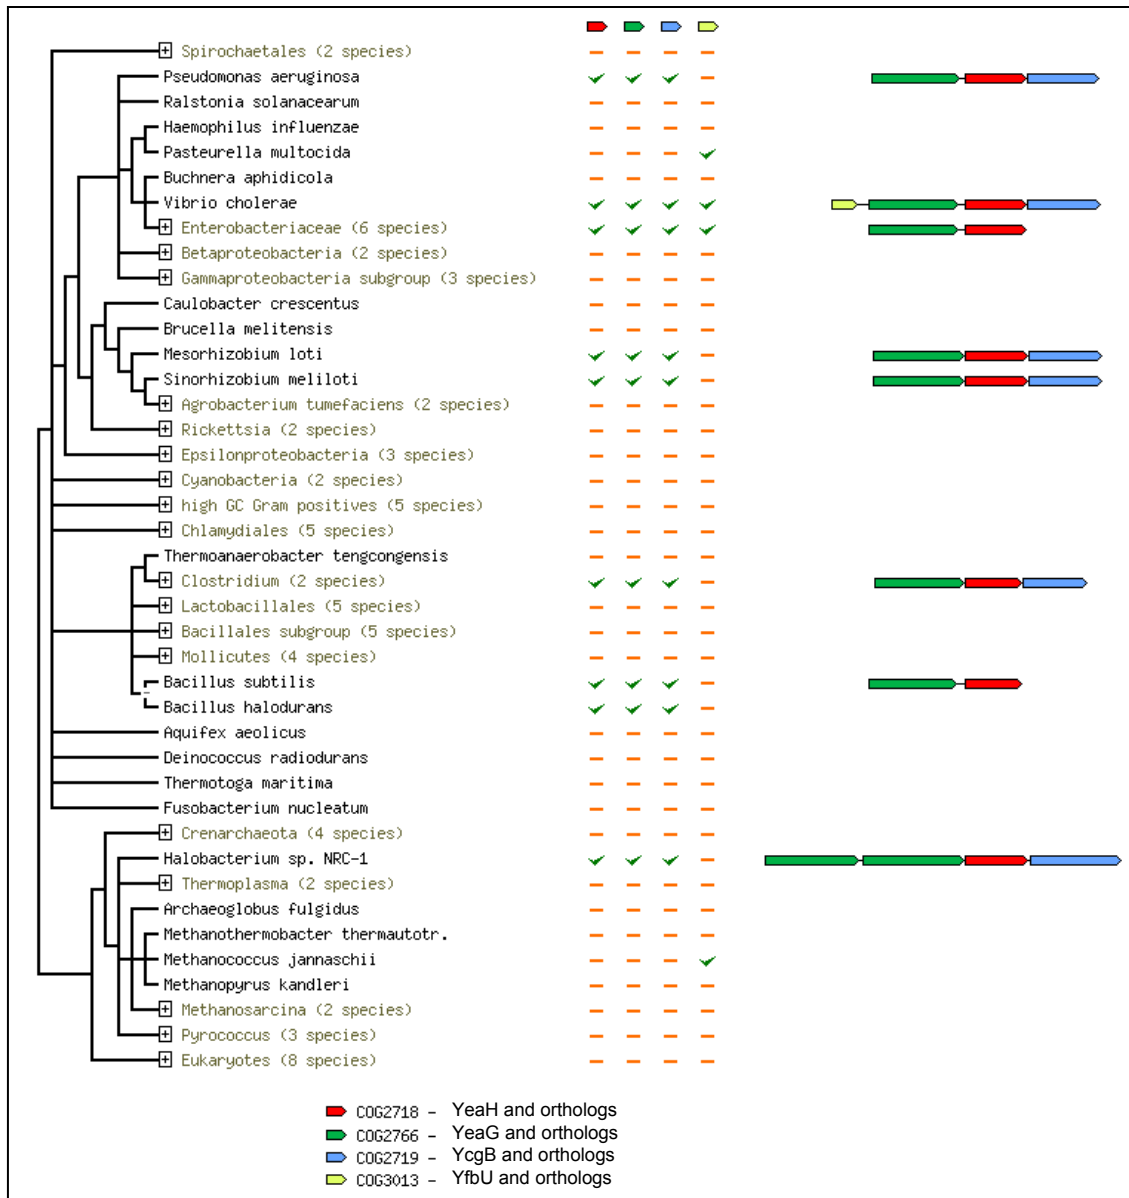 Spirochaetales (2 species)
Pseudomonas aeruginosa
Ralstonia solanacearum
Haemophilus influenzae
Pasteurella multocida
Buchnera aphidicola
Vibrio cholerae
Enterobacteriaceae (6 species)
Betaproteobacteria (2 species)
Gammaproteobacteria subgroup (3 species)
Caulobacter crescentus
Brucella melitensis
Mesorhizobium loti
Sinorhizobium meliloti
Agrobacterium tumefaciens (2 species)
Rickettsia (2 species)
Epsilonproteobacteria (3 species)
Cyanobacteria (2 species)
high GC Gram positives (5 species)
Chlamydiales (5 species)
Thermoanaerobacter tengcongensis
Clostridium (2 species)
Lactobacillales (5 species)
Bacillales subgroup (5 species)
Mollicutes (4 species)
Bacillus subtilis
Bacillus halodurans
Aquifex aeolicus
Deinococcus radiodurans
Thermotoga maritima
Fusobacterium nucleatum
Crenarchaeota (4 species)
Halobacterium sp. NRC-1
Thermoplasma (2 species)
Archaeoglobus fulgidus
Methanothermobacter thermautotr.
Methanococcus jannaschii
Methanopyrus kandleri
Methanosarcina (2 species)
Pyrococcus (3 species)
Eukaryotes (8 species)
COG2718 - YeaH and orthologs
COG2766 - YeaG and orthologs
COG2719 - YcgB and orthologs
COG3013 - YfbU and orthologs